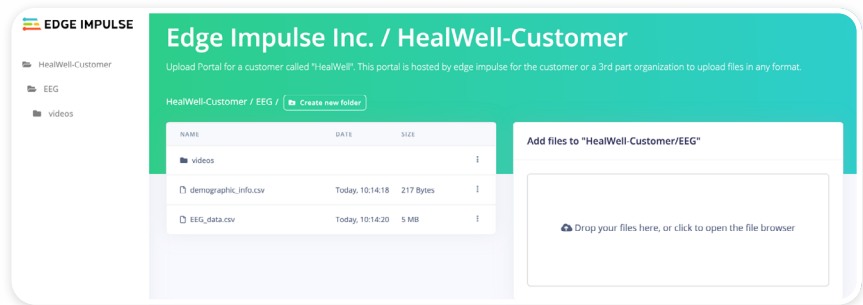 EDGE IMPULSE
HealWell-Customer
EEG
videos
Edge Impulse Inc. / HealWell-Customer
Upload Portal for a customer called "HealWell". This portal is hosted by edge impulse for the customer or a 3rd part organization to upload files in any format.
HealWell-Customer / EEG / Create new folder
NAME DATE SIZE
videos
demographic_info.csv Today, 10:14:18 217 Bytes
EEG_data.csv Today, 10:14:20 5 MB
Add files to "HealWell-Customer/EEG"
Drop your files here, or click to open the file browser